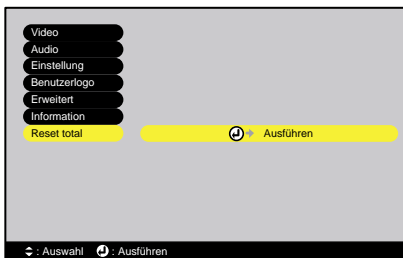 Video
Audio
Einstellung
Benutzerlogo
Erweitert
Information
Reset total Ausführen
: Auswahl : Ausführen